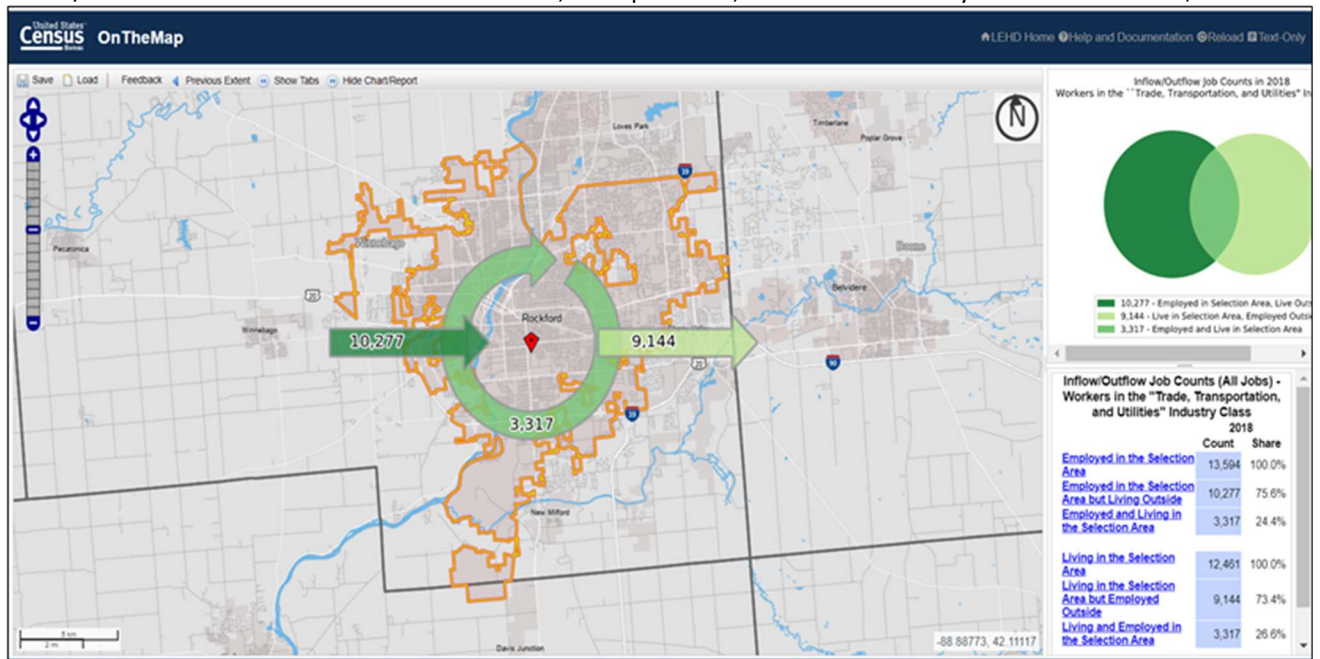 United States®
Census
Bureau
OnTheMap
LEHD Home Help and Documentation Reload Text-Only
Save Load | Feedback Previous Extent Show Tabs Hide Chart/Report
N
Inflow/Outflow Job Counts in 2018
Workers in the ``Trade, Transportation, and Utilities" In
Loves Park
Timberlane
Poplar Grove
39
Pecatonica
Winnebago
Boone
20
Belvidere
Winnebago
Rockford
10,277
9,144
20
90
3,317
39
New Milford
Davis Junction
10,277 - Employed in Selection Area, Live Outs
9,144 - Live in Selection Area, Employed Outsi
3,317 - Employed and Live in Selection Area
Inflow/Outflow Job Counts (All Jobs) -
Workers in the "Trade, Transportation,
and Utilities" Industry Class
2018
Count Share
Employed in the Selection
Area 13,594 100.0%
Employed in the Selection
Area but Living Outside 10,277 75.6%
Employed and Living in
the Selection Area 3,317 24.4%
Living in the Selection
Area 12,461 100.0%
Living in the Selection
Area but Employed
Outside 9,144 73.4%
Living and Employed in
the Selection Area 3,317 26.6%
5 km
2 mi
-88.88773, 42.11117